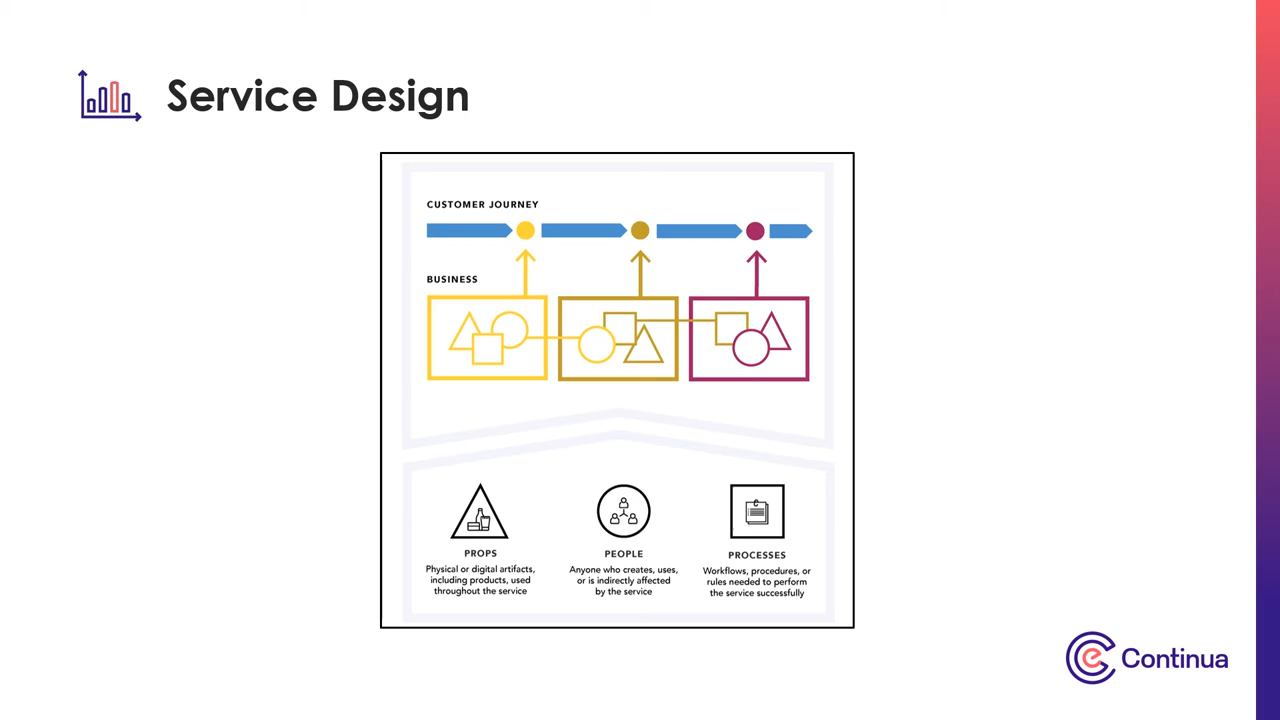 Service Design
CUSTOMER JOURNEY
BUSINESS
PROPS
Physical or digital artifacts,
including products, used
throughout the service
PEOPLE
Anyone who creates, uses,
or is indirectly affected
by the service
PROCESSES
Workflows, procedures, or
rules needed to perform
the service successfully
Continua